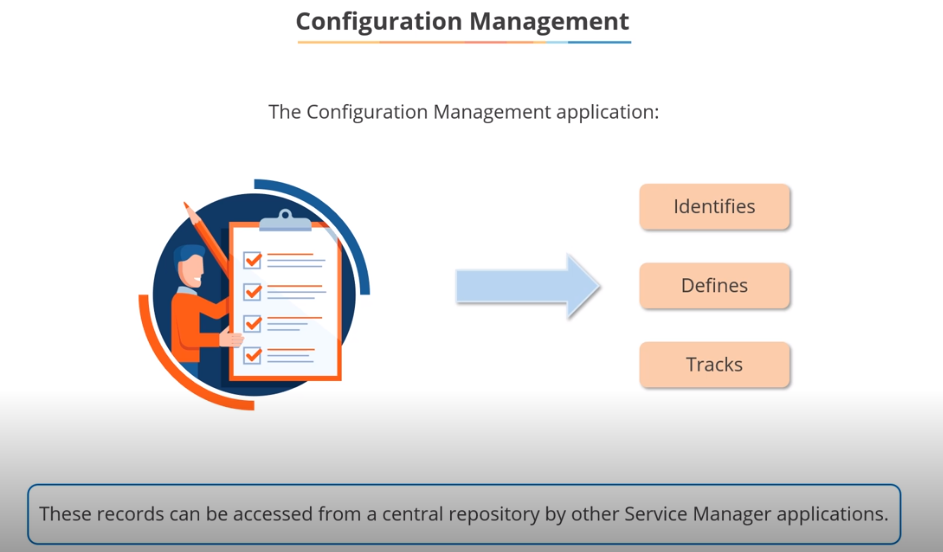 Configuration Management
The Configuration Management application:
Identifies
Defines
Tracks
These records can be accessed from a central repository by other Service Manager applications.